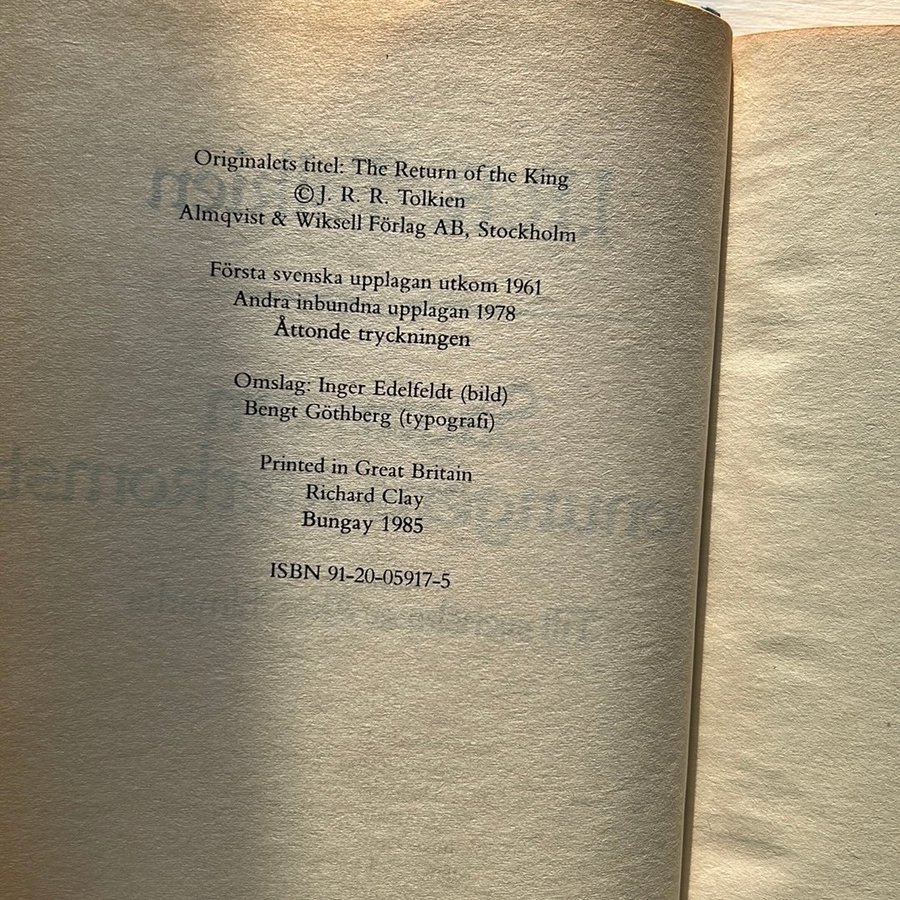 Originalets titel: The Return of the King
© J. R. R. Tolkien
Almqvist & Wiksell Förlag AB, Stockholm
Första svenska upplagan utkom 1961
Andra inbundna upplagan 1978
Åttonde tryckningen
Omslag: Inger Edelfeldt (bild)
Bengt Göthberg (typografi)
Printed in Great Britain
Richard Clay
Bungay 1985
ISBN 91-20-05917-5